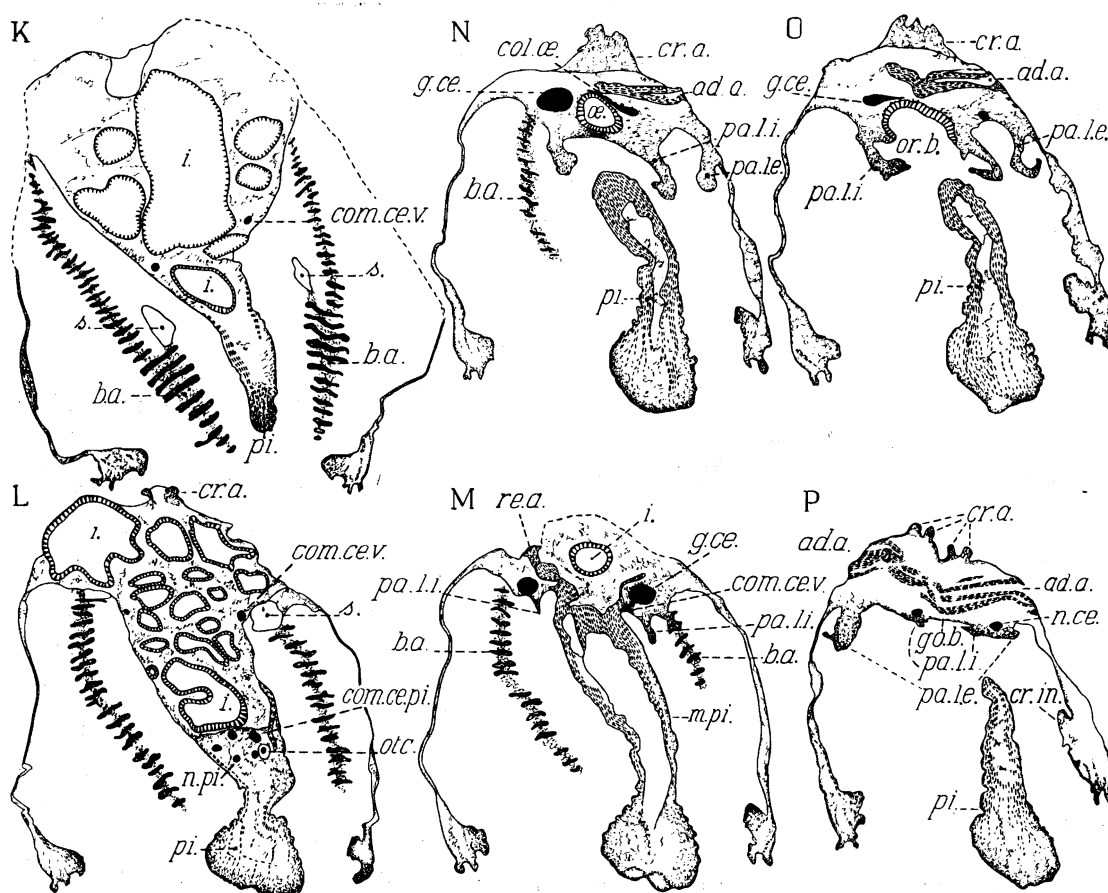 K
i.
com.ce.v.
i.
s.
s.
b.a.
b.a.
pi.
N
cr.a.
col.œ.
g.ce.
ad.a.
œ.
pa.l.i.
pa.l.e.
b.a.
pi.
O
cr.a.
ad.a.
g.ce.
or.b.
pa.l.e.
pa.l.i.
pi.
L
cr.a.
i.
com.ce.v.
s.
i.
com.ce.pi.
otc.
n.pi.
pi.
M
re.a.
i.
g.ce.
com.ce.v.
pa.l.i.
pa.l.i.
b.a.
b.a.
m.pi.
P
cr.a.
ad.a.
ad.a.
n.ce.
go.b.
pa.l.i.
pa.l.e.
cr.in.
pi.